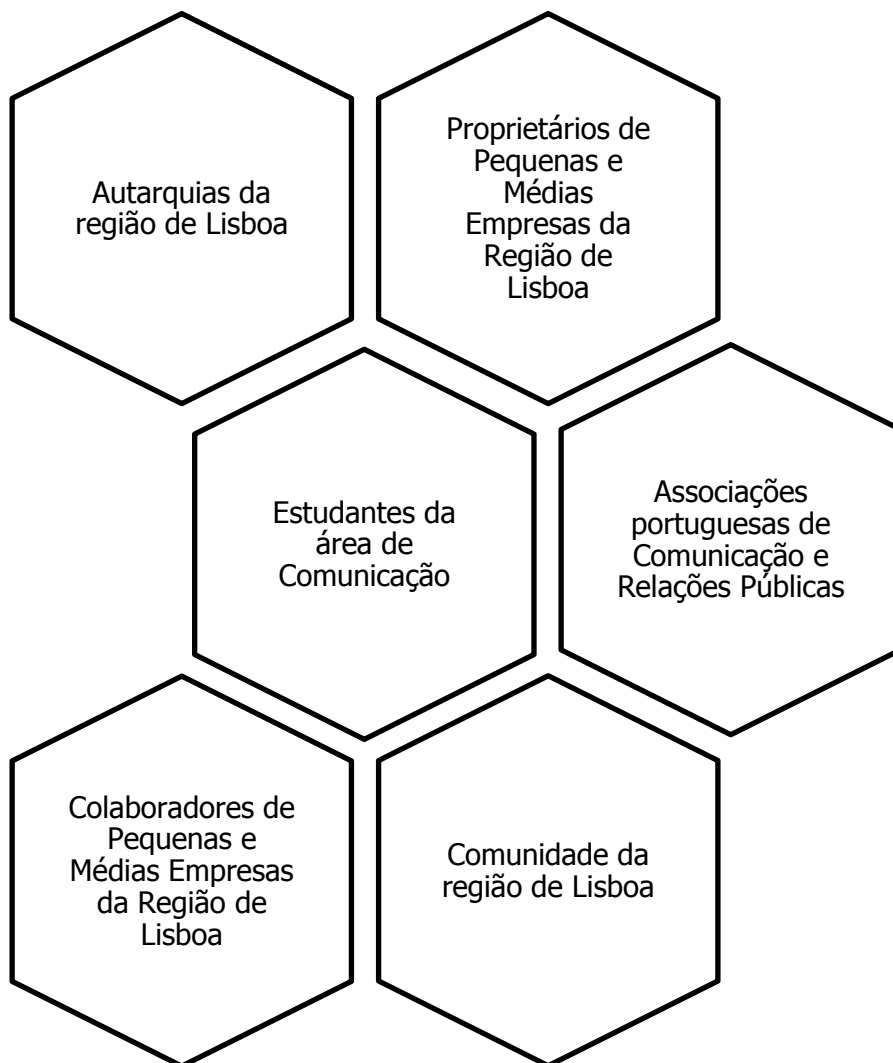 Autarquias da
região de Lisboa
Proprietários de
Pequenas e
Médias
Empresas da
Região de
Lisboa
Estudantes da
área de
Comunicação
Associações
portuguesas de
Comunicação e
Relações Públicas
Colaboradores de
Pequenas e
Médias Empresas
da Região de
Lisboa
Comunidade da
região de Lisboa